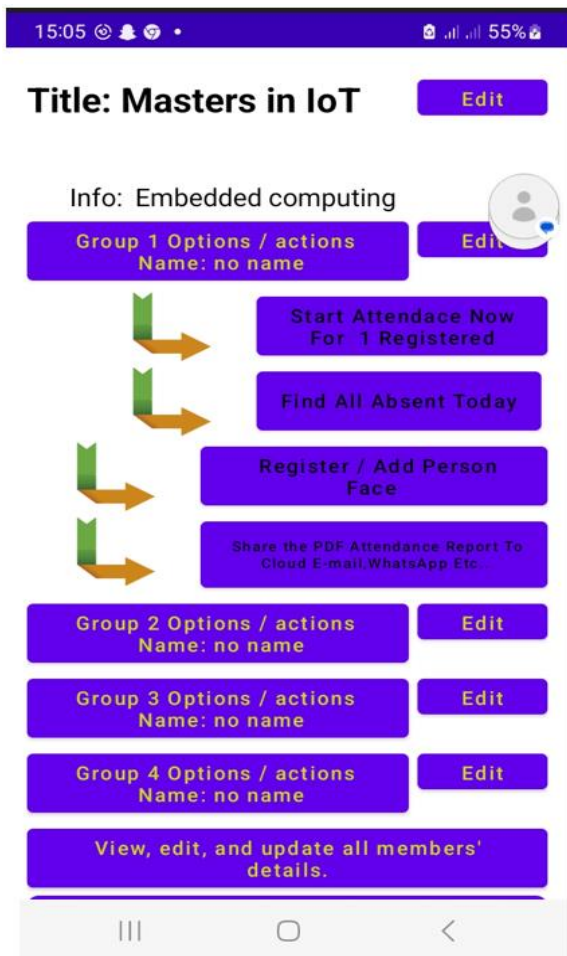 15:05 55%
Title: Masters in IoT Edit
Info: Embedded computing
Group 1 Options / actions Edit
Name: no name
Start Attendace Now
For 1 Registered
Find All Absent Today
Register / Add Person
Face
Share the PDF Attendance Report To
Cloud E-mail,WhatsApp Etc...
Group 2 Options / actions Edit
Name: no name
Group 3 Options / actions Edit
Name: no name
Group 4 Options / actions Edit
Name: no name
View, edit, and update all members'
details.